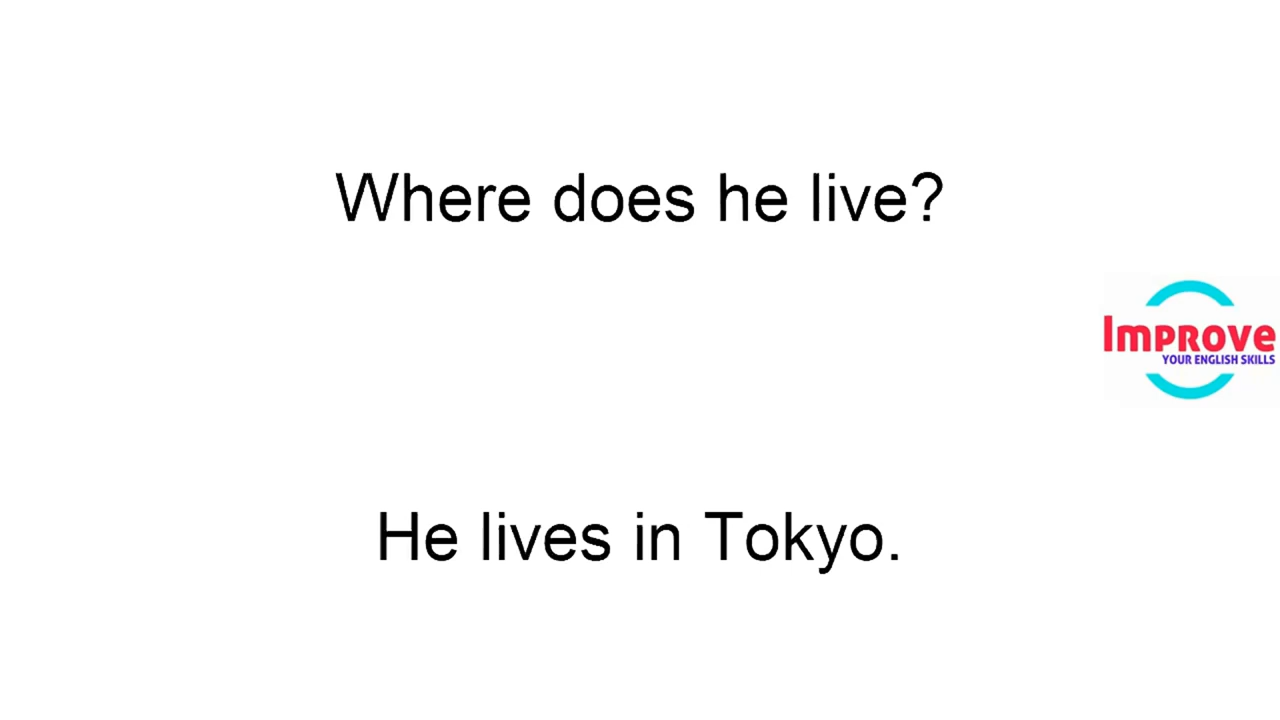 Where does he live?
Improve
YOUR ENGLISH SKILLS
He lives in Tokyo.